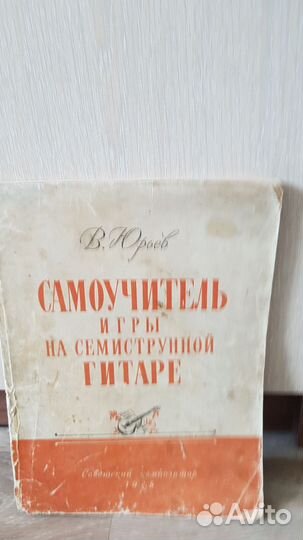 В. Юрьев
САМОУЧИТЕЛЬ
ИГРЫ
НА СЕМИСТРУННОЙ
ГИТАРЕ
Советский композитор
Avito